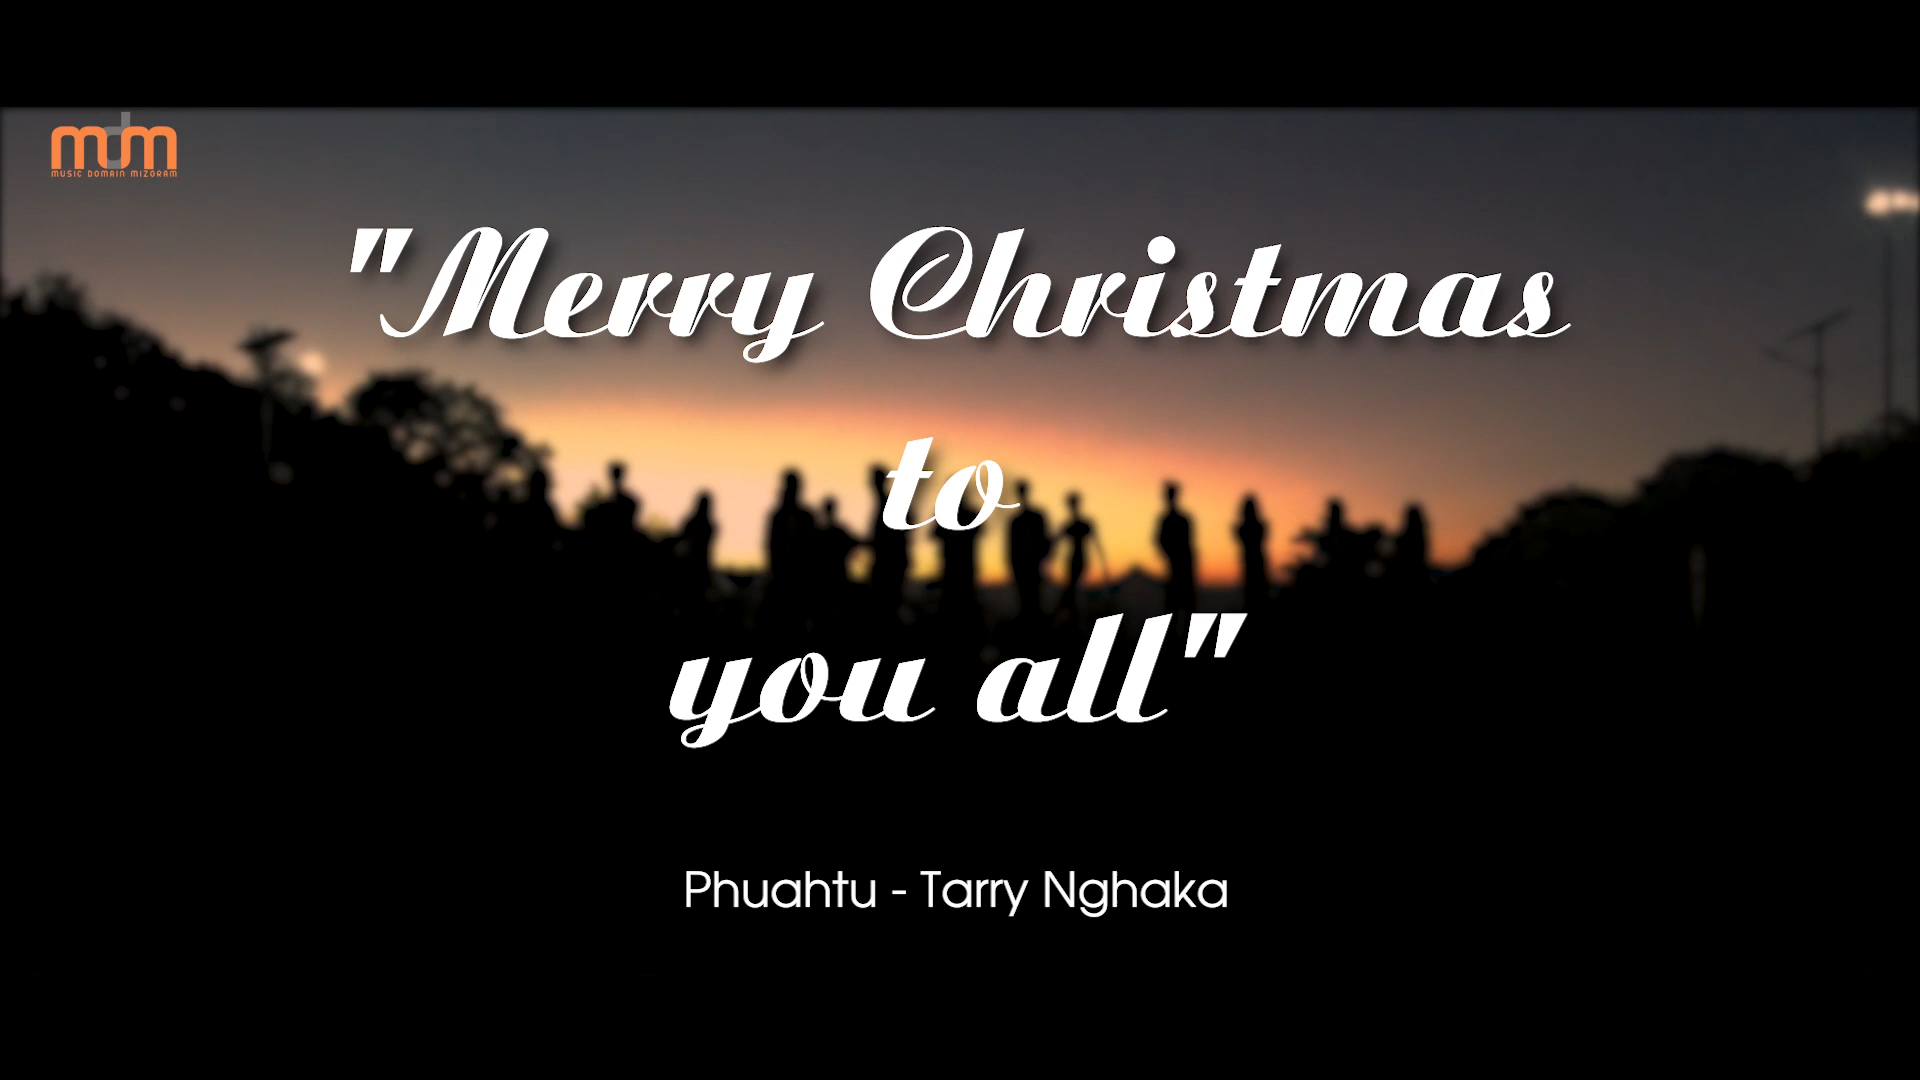 mdm
MUSIC DOMAIN MIZORAM
"Merry Christmas
to
you all"
Phuahtu - Tarry Nghaka